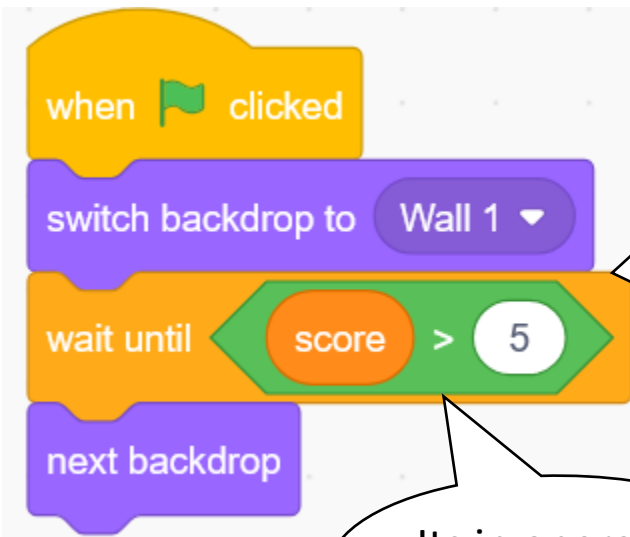 when clicked
switch backdrop to Wall 1
wait until score > 5
next backdrop